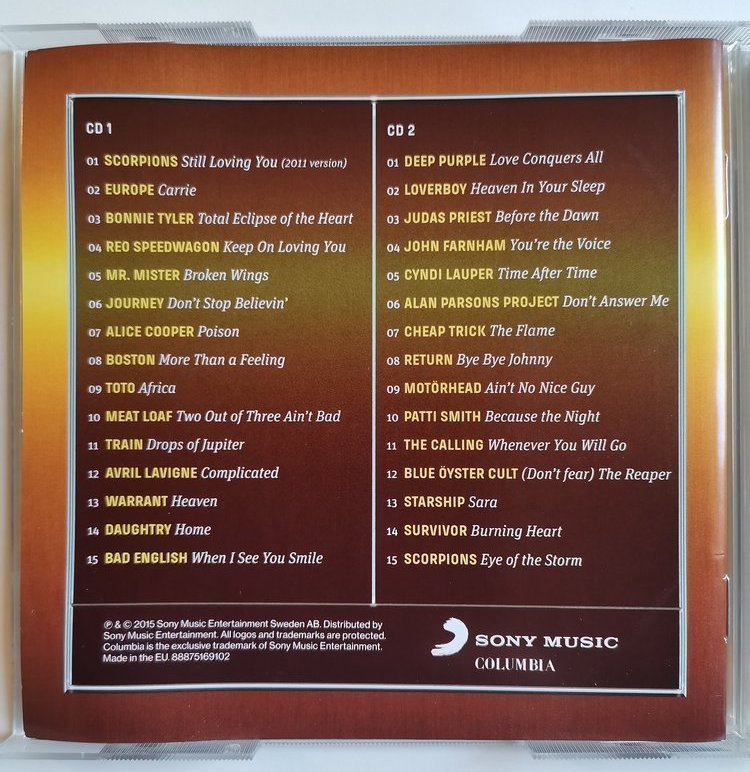 CD 1
01 SCORPIONS Still Loving You (2011 version)
02 EUROPE Carrie
03 BONNIE TYLER Total Eclipse of the Heart
04 REO SPEEDWAGON Keep On Loving You
05 MR. MISTER Broken Wings
06 JOURNEY Don't Stop Believin'
07 ALICE COOPER Poison
08 BOSTON More Than a Feeling
09 TOTO Africa
10 MEAT LOAF Two Out of Three Ain't Bad
11 TRAIN Drops of Jupiter
12 AVRIL LAVIGNE Complicated
13 WARRANT Heaven
14 DAUGHTRY Home
15 BAD ENGLISH When I See You Smile
CD 2
01 DEEP PURPLE Love Conquers All
02 LOVERBOY Heaven In Your Sleep
03 JUDAS PRIEST Before the Dawn
04 JOHN FARNHAM You're the Voice
05 CYNDI LAUPER Time After Time
06 ALAN PARSONS PROJECT Don't Answer Me
07 CHEAP TRICK The Flame
08 RETURN Bye Bye Johnny
09 MOTÖRHEAD Ain't No Nice Guy
10 PATTI SMITH Because the Night
11 THE CALLING Whenever You Will Go
12 BLUE ÖYSTER CULT (Don't fear) The Reaper
13 STARSHIP Sara
14 SURVIVOR Burning Heart
15 SCORPIONS Eye of the Storm
℗ & © 2015 Sony Music Entertainment Sweden AB. Distributed by
Sony Music Entertainment. All logos and trademarks are protected.
Columbia is the exclusive trademark of Sony Music Entertainment.
Made in the EU. 88875169102
SONY MUSIC
COLUMBIA